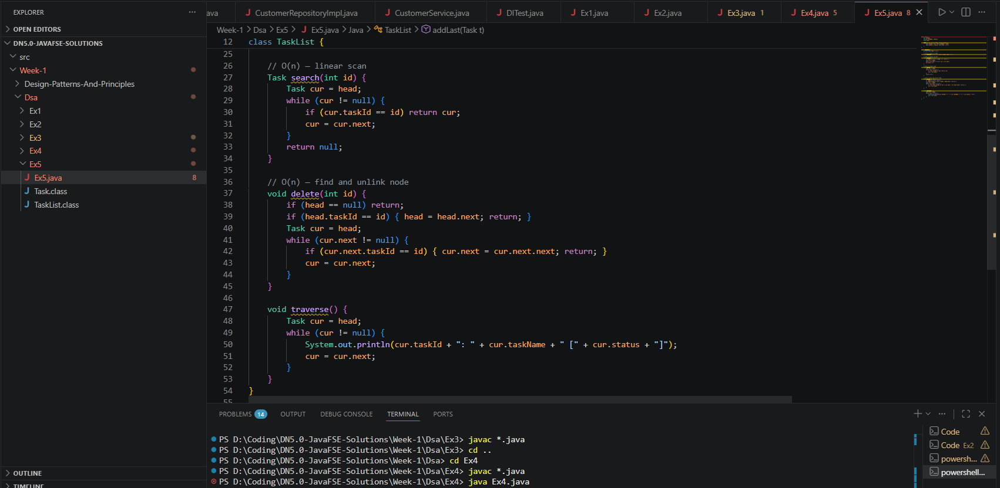 EXPLORER
···
OPEN EDITORS
DN5.0-JAVAFSE-SOLUTIONS
src
Week-1
Design-Patterns-And-Principles
Dsa
Ex1
Ex2
Ex3
Ex4
Ex5
Ex5.java 8
Task.class
TaskList.class
OUTLINE
TIMELINE
ava CustomerRepositoryImpl.java CustomerService.java DITest.java Ex1.java Ex2.java Ex3.java 1 Ex4.java 5 Ex5.java 8
Week-1 > Dsa > Ex5 > Ex5.java > Java > TaskList > addLast(Task t)
12 class TaskList {
25
26 // O(n) — linear scan
27 Task search(int id) {
28 Task cur = head;
29 while (cur != null) {
30 if (cur.taskId == id) return cur;
31 cur = cur.next;
32 }
33 return null;
34 }
35
36 // O(n) — find and unlink node
37 void delete(int id) {
38 if (head == null) return;
39 if (head.taskId == id) { head = head.next; return; }
40 Task cur = head;
41 while (cur.next != null) {
42 if (cur.next.taskId == id) { cur.next = cur.next.next; return; }
43 cur = cur.next;
44 }
45 }
46
47 void traverse() {
48 Task cur = head;
49 while (cur != null) {
50 System.out.println(cur.taskId + ": " + cur.taskName + " [" + cur.status + "]");
51 cur = cur.next;
52 }
53 }
54 }
55
PROBLEMS 14 OUTPUT DEBUG CONSOLE TERMINAL PORTS
PS D:\Coding\DN5.0-JavaFSE-Solutions\Week-1\Dsa\Ex3> javac *.java
PS D:\Coding\DN5.0-JavaFSE-Solutions\Week-1\Dsa\Ex3> cd ..
PS D:\Coding\DN5.0-JavaFSE-Solutions\Week-1\Dsa> cd Ex4
PS D:\Coding\DN5.0-JavaFSE-Solutions\Week-1\Dsa\Ex4> javac *.java
PS D:\Coding\DN5.0-JavaFSE-Solutions\Week-1\Dsa\Ex4> java Ex4.java
Code
Code Ex2
powersh...
powershell...